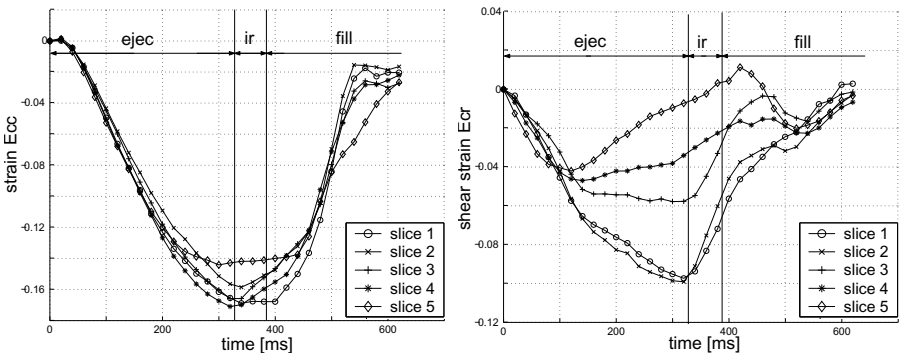 ejec ir fill
0
-0.04
-0.08
-0.12
-0.16
strain Ecc
slice 1
slice 2
slice 3
slice 4
slice 5
0 200 400 600
time [ms]
0.04
ejec ir fill
0
-0.04
-0.08
-0.12
shear strain Ecr
slice 1
slice 2
slice 3
slice 4
slice 5
0 200 400 600
time [ms]